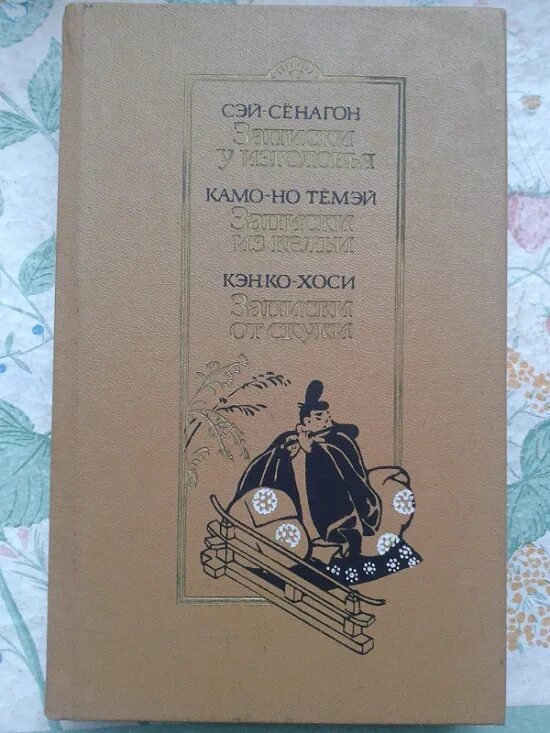 СЭЙ-СЁНАГОН
Записки
у изголовья
КАМО-НО ТЁМЭЙ
Записки
из кельи
КЭНКО-ХОСИ
Записки
от скуки